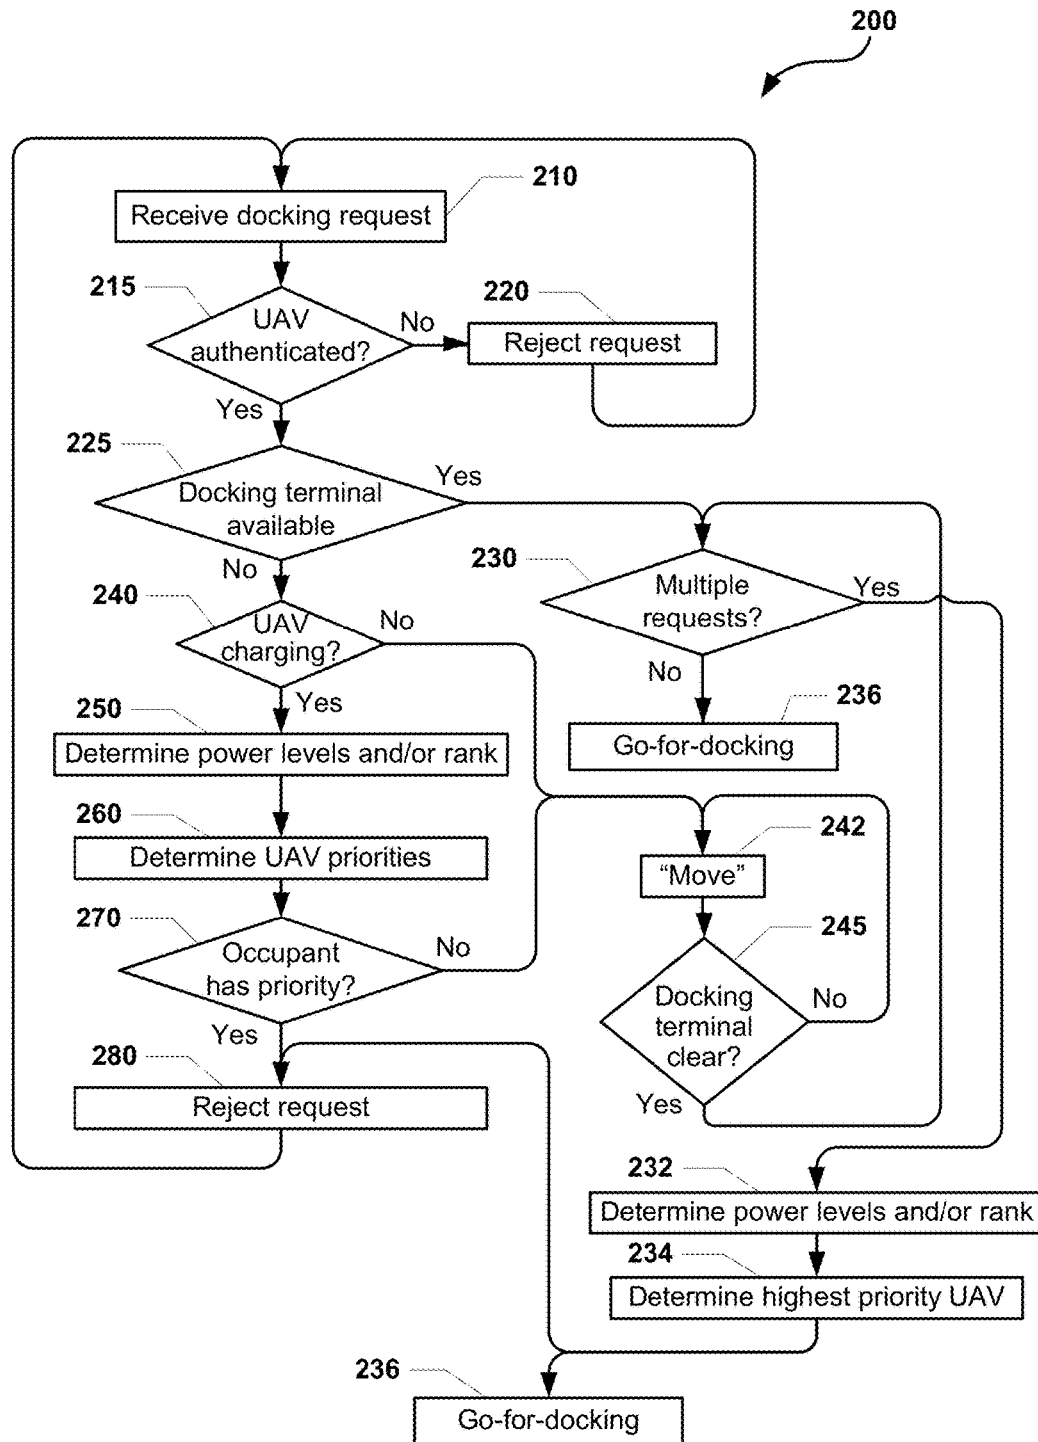 200
210
Receive docking request
215
UAV
authenticated?
No
220
Reject request
Yes
225
Docking terminal
available
Yes
No
230
Multiple
requests?
Yes
No
236
Go-for-docking
240
UAV
charging?
No
Yes
250
Determine power levels and/or rank
260
Determine UAV priorities
270
Occupant
has priority?
No
Yes
242
“Move”
245
Docking
terminal
clear?
No
Yes
280
Reject request
232
Determine power levels and/or rank
234
Determine highest priority UAV
236
Go-for-docking